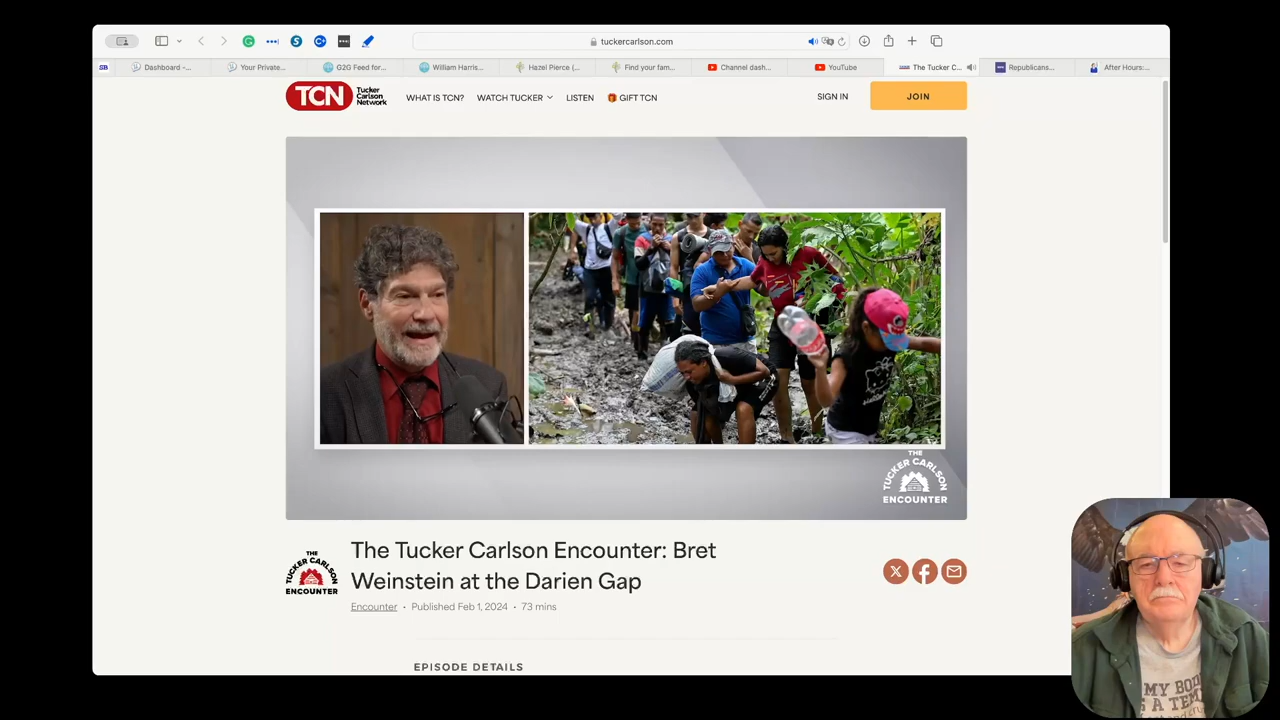 tuckercarlson.com
SB
Dashboard -...
Your Private...
G2G Feed for...
William Harris...
Hazel Pierce (...
Find your fam...
Channel dash...
YouTube
The Tucker C...
Republicans...
After Hours:...
TCN Tucker Carlson Network
WHAT IS TCN?
WATCH TUCKER
LISTEN
GIFT TCN
SIGN IN
JOIN
THE
TUCKER CARLSON
ENCOUNTER
THE
TUCKER CARLSON
ENCOUNTER
The Tucker Carlson Encounter: Bret
Weinstein at the Darien Gap
Encounter · Published Feb 1, 2024 · 73 mins
EPISODE DETAILS
MY BOD
IS A TEM